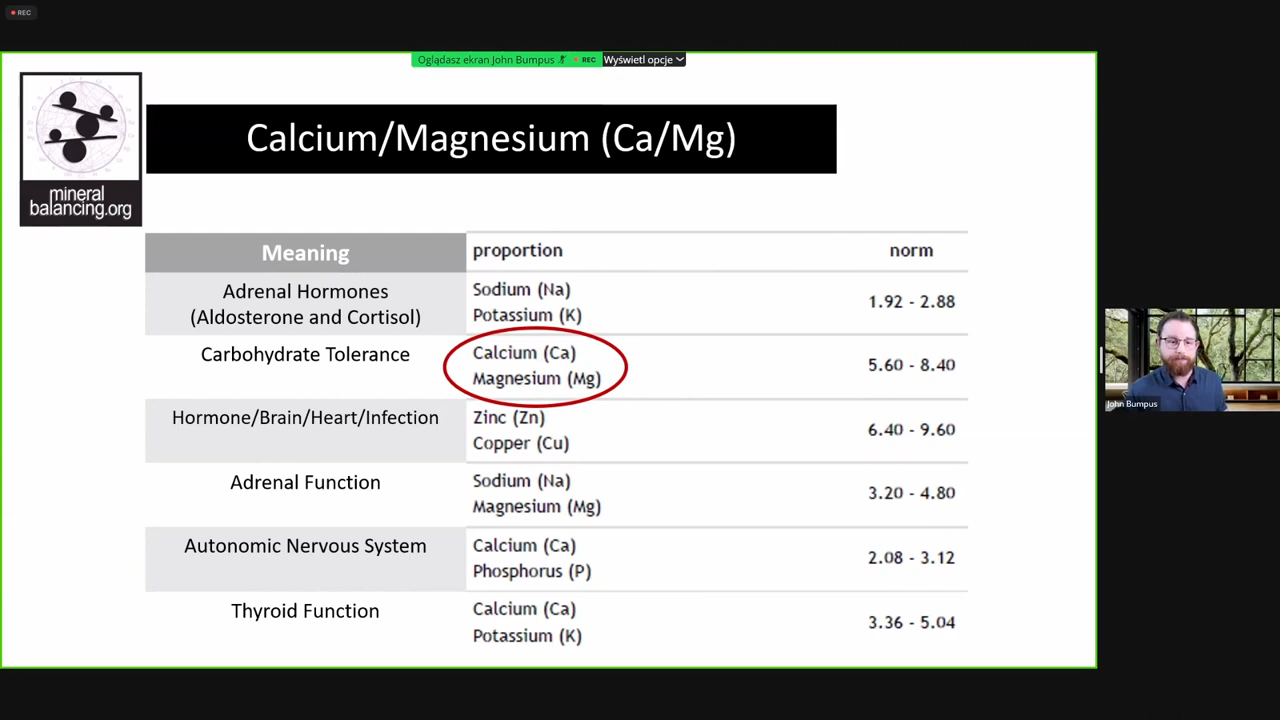 REC
Oglądasz ekran John Bumpus
REC
Wyświetl opcje
mineral
balancing.org
Calcium/Magnesium (Ca/Mg)
Meaning proportion norm
Adrenal Hormones
(Aldosterone and Cortisol)
Sodium (Na)
Potassium (K)
1.92 - 2.88
Carbohydrate Tolerance
Calcium (Ca)
Magnesium (Mg)
5.60 - 8.40
Hormone/Brain/Heart/Infection
Zinc (Zn)
Copper (Cu)
6.40 - 9.60
Adrenal Function
Sodium (Na)
Magnesium (Mg)
3.20 - 4.80
Autonomic Nervous System
Calcium (Ca)
Phosphorus (P)
2.08 - 3.12
Thyroid Function
Calcium (Ca)
Potassium (K)
3.36 - 5.04
John Bumpus